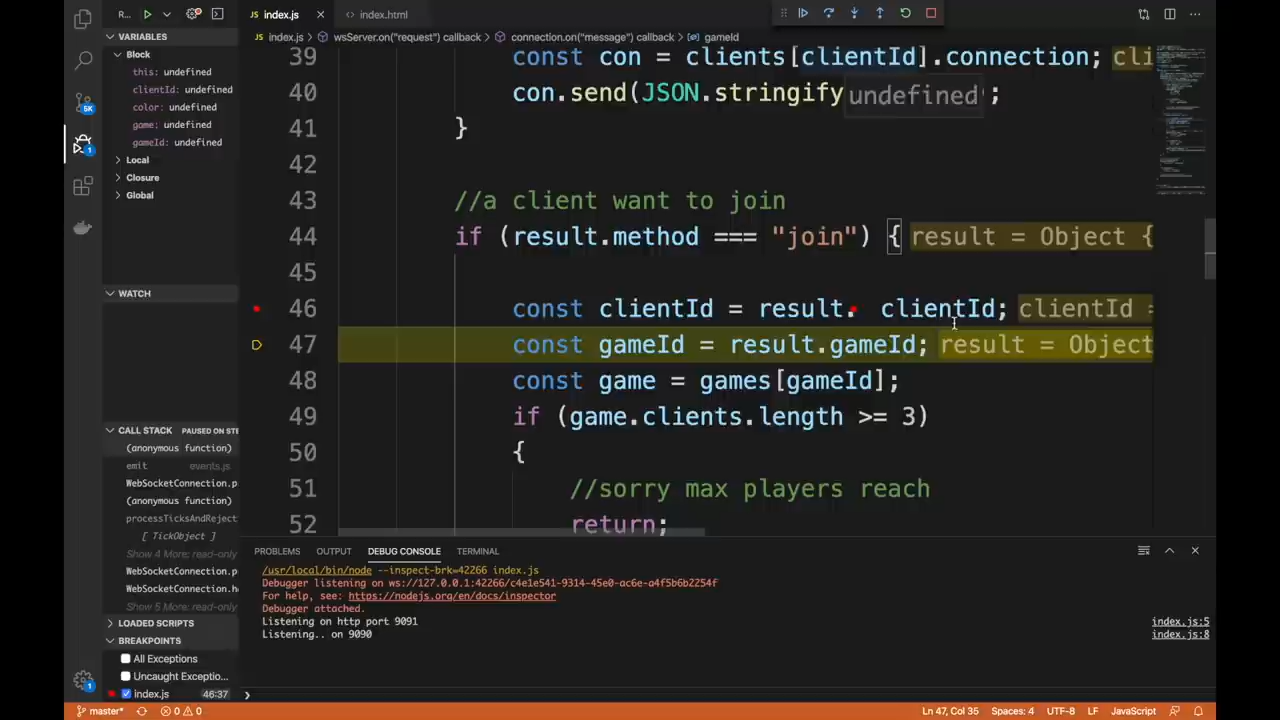 R...
index.js
index.html
VARIABLES
index.js > wsServer.on("request") callback > connection.on("message") callback > gameId
Block
this: undefined
clientId: undefined
color: undefined
game: undefined
gameId: undefined
Local
Closure
Global
WATCH
CALL STACK PAUSED ON STE
(anonymous function)
emit events.js
WebSocketConnection.p
(anonymous function)
processTicksAndReject
[ TickObject ]
Show 4 More: read-only
WebSocketConnection.p
WebSocketConnection.h
Show 5 More: read-only
LOADED SCRIPTS
BREAKPOINTS
All Exceptions
Uncaught Exceptio...
index.js 46:37
5K
1
1
39 const con = clients[clientId].connection; cli
40 con.send(JSON.stringify undefined ;
41 }
42
43 //a client want to join
44 if (result.method === "join") { result = Object {
45
46 const clientId = result. clientId; clientId =
47 const gameId = result.gameId; result = Object
48 const game = games[gameId];
49 if (game.clients.length >= 3)
50 {
51 //sorry max players reach
52 return;
PROBLEMS OUTPUT DEBUG CONSOLE TERMINAL
/usr/local/bin/node --inspect-brk=42266 index.js
Debugger listening on ws://127.0.0.1:42266/c4e1e541-9314-45e0-ac6e-a4f5b6b2254f
For help, see: https://nodejs.org/en/docs/inspector
Debugger attached.
Listening on http port 9091 index.js:5
Listening.. on 9090 index.js:8
master* 0 0 Ln 47, Col 35 Spaces: 4 UTF-8 LF JavaScript